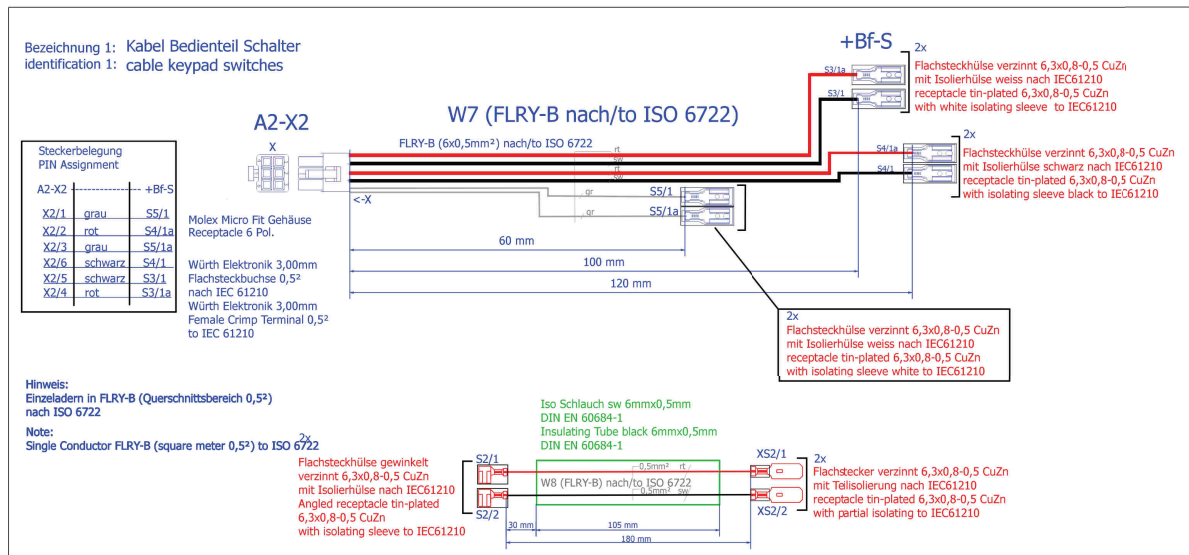 Bezeichnung 1: Kabel Bedienteil Schalter
identification 1: cable keypad switches
+Bf-S
2x
Flachsteckhülse verzinnt 6,3x0,8-0,5 CuZn
mit Isolierhülse weiss nach IEC61210
receptacle tin-plated 6,3x0,8-0,5 CuZn
with white isolating sleeve to IEC61210
S3/1a
S3/1
W7 (FLRY-B nach/to ISO 6722)
A2-X2
X
FLRY-B (6x0,5mm²) nach/to ISO 6722
rt
sw
rt
sw
gr
gr
<-X
S4/1a
S4/1
2x
Flachsteckhülse verzinnt 6,3x0,8-0,5 CuZn
mit Isolierhülse schwarz nach IEC61210
receptacle tin-plated 6,3x0,8-0,5 CuZn
with isolating sleeve black to IEC61210
S5/1
S5/1a
Steckerbelegung
PIN Assignment
A2-X2 +Bf-S
X2/1 grau S5/1
X2/2 rot S4/1a
X2/3 grau S5/1a
X2/6 schwarz S4/1
X2/5 schwarz S3/1
X2/4 rot S3/1a
Molex Micro Fit Gehäuse
Receptacle 6 Pol.
Würth Elektronik 3,00mm
Flachsteckbuchse 0,5²
nach IEC 61210
Würth Elektronik 3,00mm
Female Crimp Terminal 0,5²
to IEC 61210
60 mm
100 mm
120 mm
2x
Flachsteckhülse verzinnt 6,3x0,8-0,5 CuZn
mit Isolierhülse weiss nach IEC61210
receptacle tin-plated 6,3x0,8-0,5 CuZn
with isolating sleeve white to IEC61210
Hinweis:
Einzeladern in FLRY-B (Querschnittsbereich 0,5²)
nach ISO 6722
Note:
Single Conductor FLRY-B (square meter 0,5²) to ISO 6722
Iso Schlauch sw 6mmx0,5mm
DIN EN 60684-1
Insulating Tube black 6mmx0,5mm
DIN EN 60684-1
2x
Flachsteckhülse gewinkelt
verzinnt 6,3x0,8-0,5 CuZn
mit Isolierhülse nach IEC61210
Angled receptacle tin-plated
6,3x0,8-0,5 CuZn
with isolating sleeve to IEC61210
S2/1
S2/2
0,5mm² rt
W8 (FLRY-B) nach/to ISO 6722
0,5mm² sw
XS2/1
XS2/2
2x
Flachstecker verzinnt 6,3x0,8-0,5 CuZn
mit Teilisolierung nach IEC61210
receptacle tin-plated 6,3x0,8-0,5 CuZn
with partial isolating to IEC61210
30 mm
105 mm
180 mm